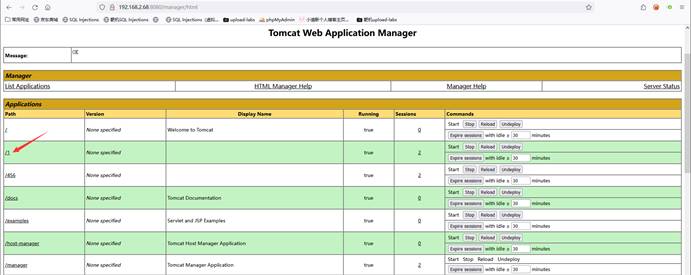 192.168.2.68:8080/manager/html
常用网址 京东商城 SQL Injections 靶机SQL Injections SQL Injections (虚拟... upload-labs phpMyAdmin 小迪新个人博客主页... 靶机upload-labs
Tomcat Web Application Manager
Message: OK
Manager
List Applications HTML Manager Help Manager Help Server Status
Applications
Path Version Display Name Running Sessions Commands
/ None specified Welcome to Tomcat true 0 Start Stop Reload Undeploy
Expire sessions with idle ≥ 30 minutes
/1 None specified true 2 Start Stop Reload Undeploy
Expire sessions with idle ≥ 30 minutes
/456 None specified true 2 Start Stop Reload Undeploy
Expire sessions with idle ≥ 30 minutes
/docs None specified Tomcat Documentation true 0 Start Stop Reload Undeploy
Expire sessions with idle ≥ 30 minutes
/examples None specified Servlet and JSP Examples true 0 Start Stop Reload Undeploy
Expire sessions with idle ≥ 30 minutes
/host-manager None specified Tomcat Host Manager Application true 0 Start Stop Reload Undeploy
Expire sessions with idle ≥ 30 minutes
/manager None specified Tomcat Manager Application true 2 Start Stop Reload Undeploy
Expire sessions with idle ≥ 30 minutes